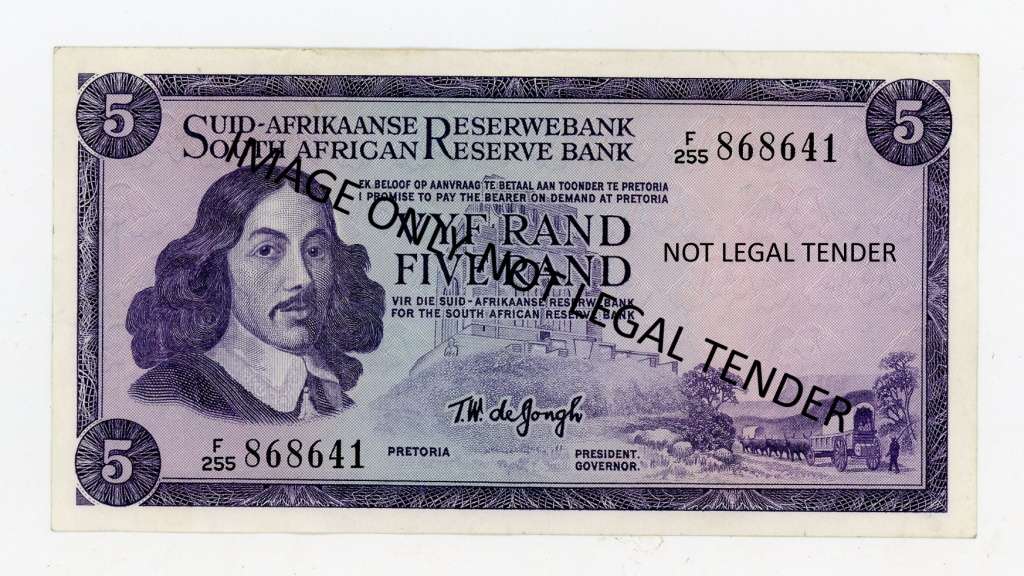 5
5
SUID-AFRIKAANSE RESERWEBANK
SOUTH AFRICAN RESERVE BANK
F/255 868641
EK BELOOF OP AANVRAAG TE BETAAL AAN TOONDER TE PRETORIA
I PROMISE TO PAY THE BEARER ON DEMAND AT PRETORIA
VYF RAND
FIVE RAND
NOT LEGAL TENDER
VIR DIE SUID-AFRIKAANSE RESERWEBANK
FOR THE SOUTH AFRICAN RESERVE BANK
IMAGE ONLY NOT LEGAL TENDER
T.W. de Jongh
F/255 868641
PRETORIA
PRESIDENT.
GOVERNOR.
5